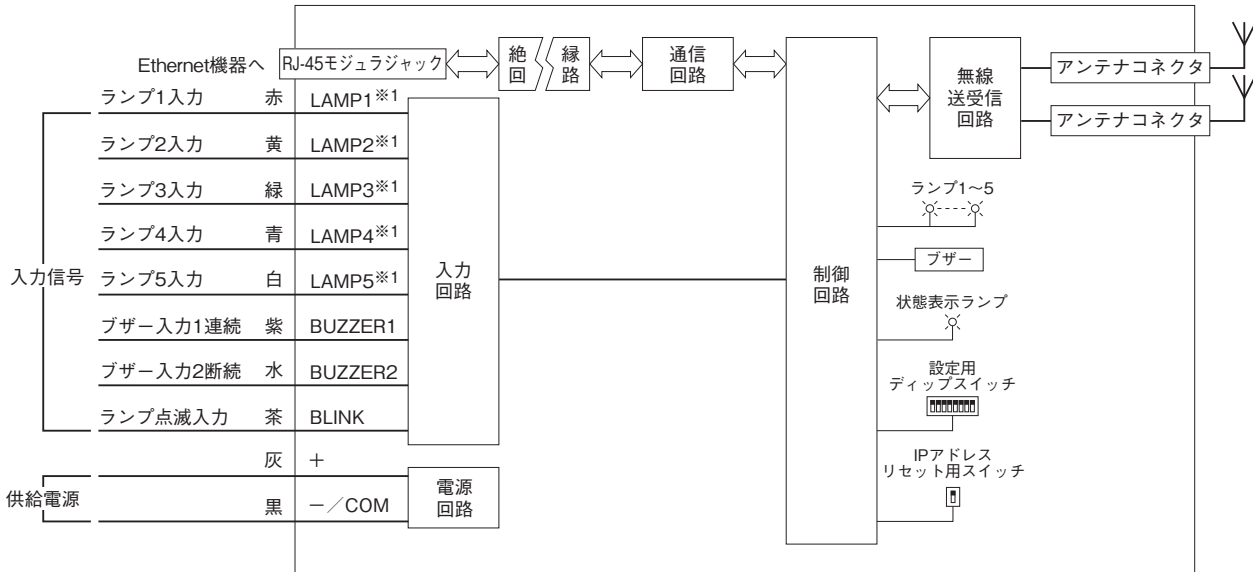 Ethernet機器へ
RJ-45モジュラジャック
絶 縁
回 路
通信
回路
制御
回路
無線
送受信
回路
アンテナコネクタ
アンテナコネクタ
入力信号
ランプ1入力 赤 LAMP1※1
ランプ2入力 黄 LAMP2※1
ランプ3入力 緑 LAMP3※1
ランプ4入力 青 LAMP4※1
ランプ5入力 白 LAMP5※1
ブザー入力1連続 紫 BUZZER1
ブザー入力2断続 水 BUZZER2
ランプ点滅入力 茶 BLINK
入力
回路
供給電源
灰 +
黒 −/COM
電源
回路
ランプ1~5
ブザー
状態表示ランプ
設定用
ディップスイッチ
IPアドレス
リセット用スイッチ